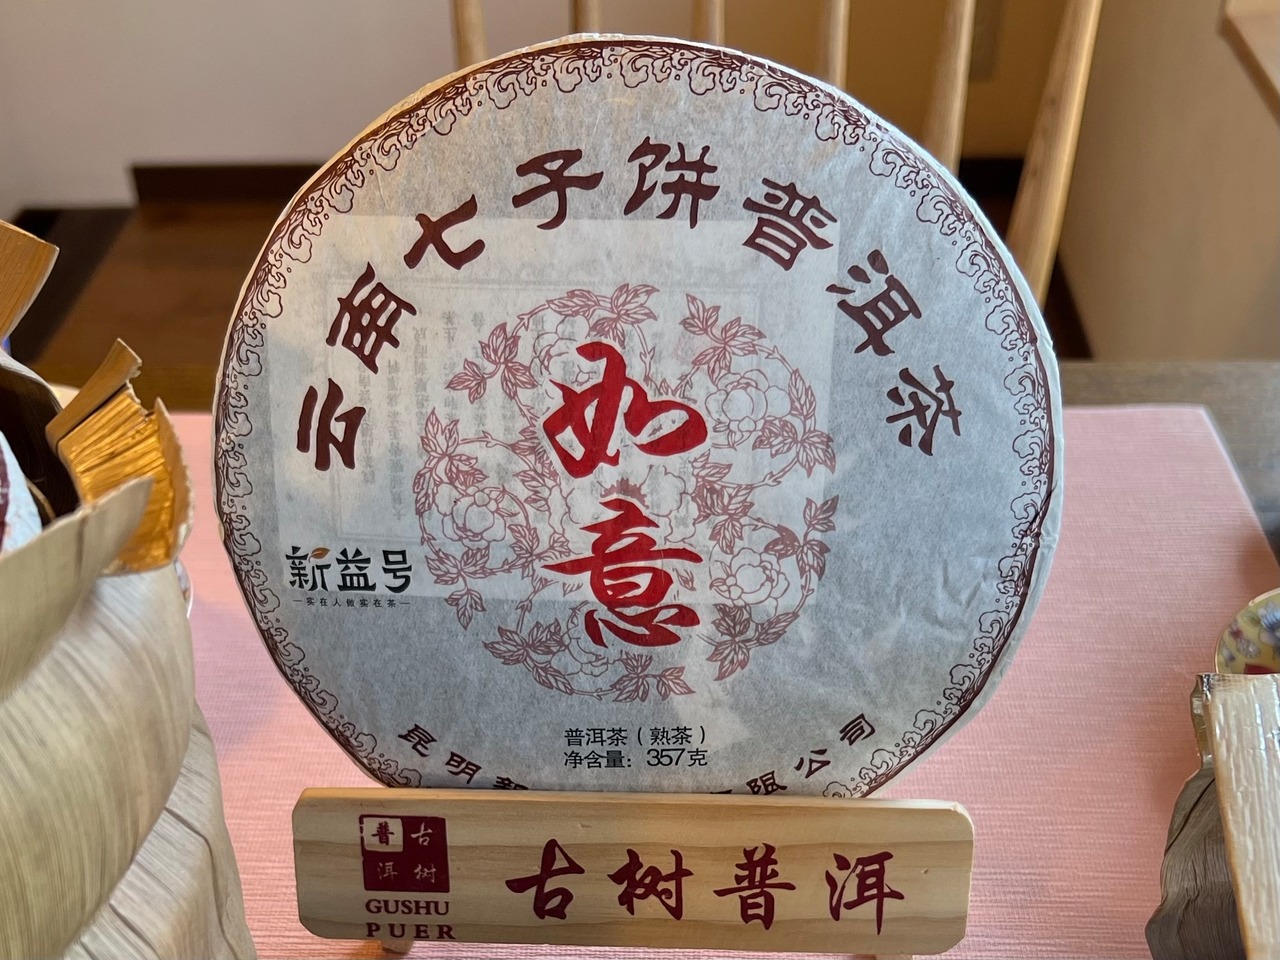 云南七子饼普洱茶
如意
新益号
实在人做实在茶
普洱茶（熟茶）
净含量：357克
昆明新
限公司
普古
洱树
GUSHU
PUER
古树普洱